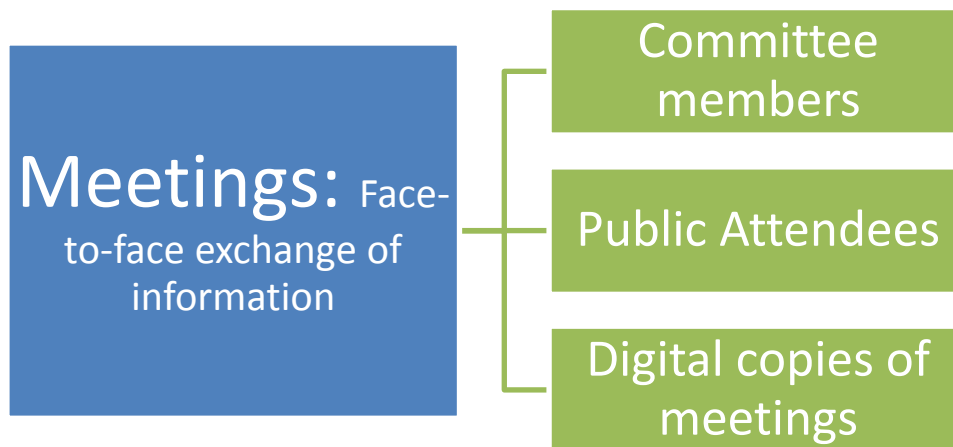 Meetings: Face-
to-face exchange of
information
Committee
members
Public Attendees
Digital copies of
meetings